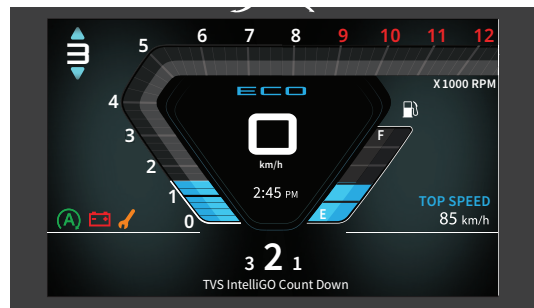 3
5 6 7 8 9 10 11 12
X1000 RPM
4
ECO
3
0
F
km/h
2
2:45 PM
1
TOP SPEED
A
E
85 km/h
0
3 2 1
TVS IntelliGO Count Down